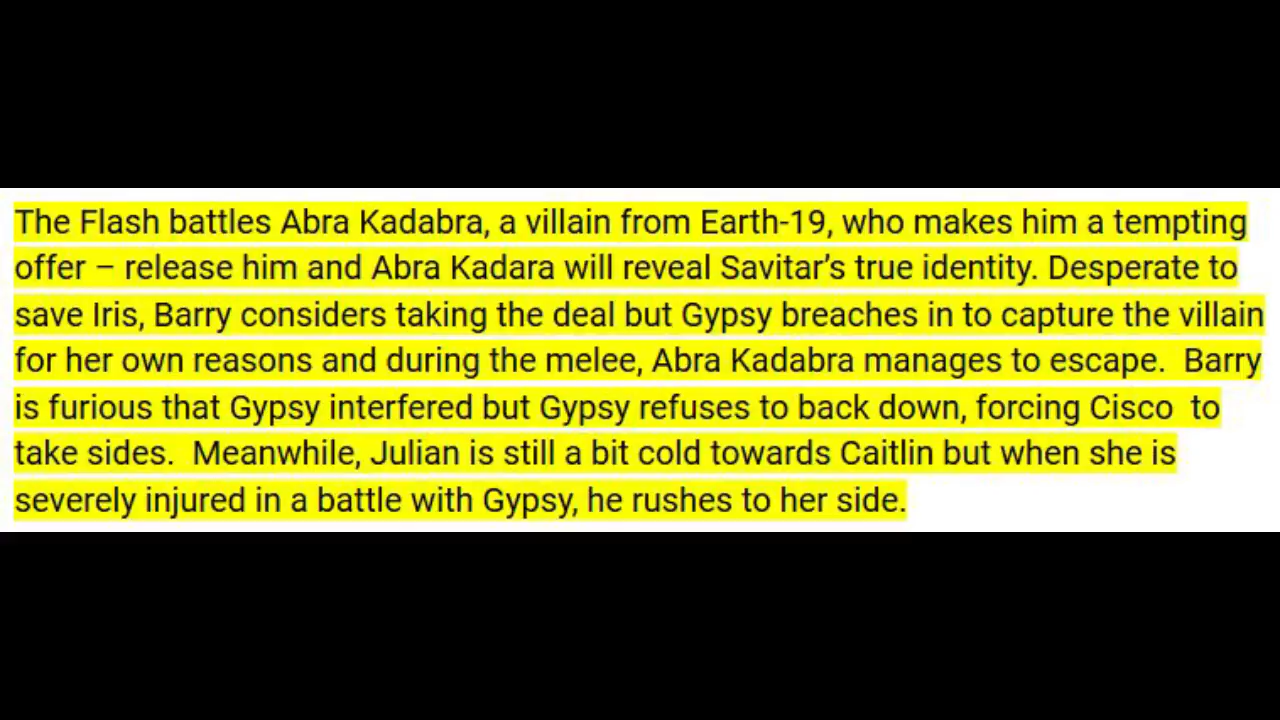 The Flash battles Abra Kadabra, a villain from Earth-19, who makes him a tempting
offer – release him and Abra Kadara will reveal Savitar’s true identity. Desperate to
save Iris, Barry considers taking the deal but Gypsy breaches in to capture the villain
for her own reasons and during the melee, Abra Kadabra manages to escape.  Barry
is furious that Gypsy interfered but Gypsy refuses to back down, forcing Cisco  to
take sides.  Meanwhile, Julian is still a bit cold towards Caitlin but when she is
severely injured in a battle with Gypsy, he rushes to her side.